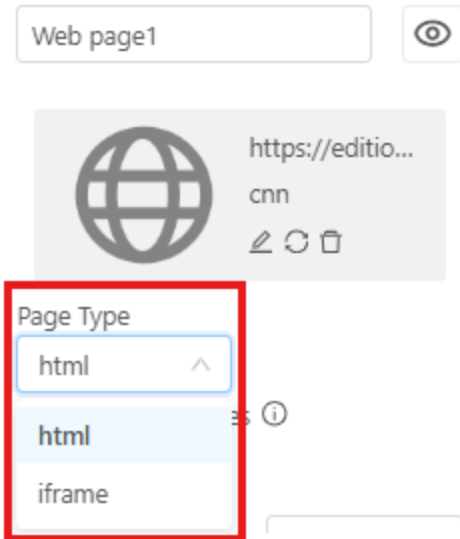 Web page1
https://editio...
cnn
Page Type
html
html
iframe